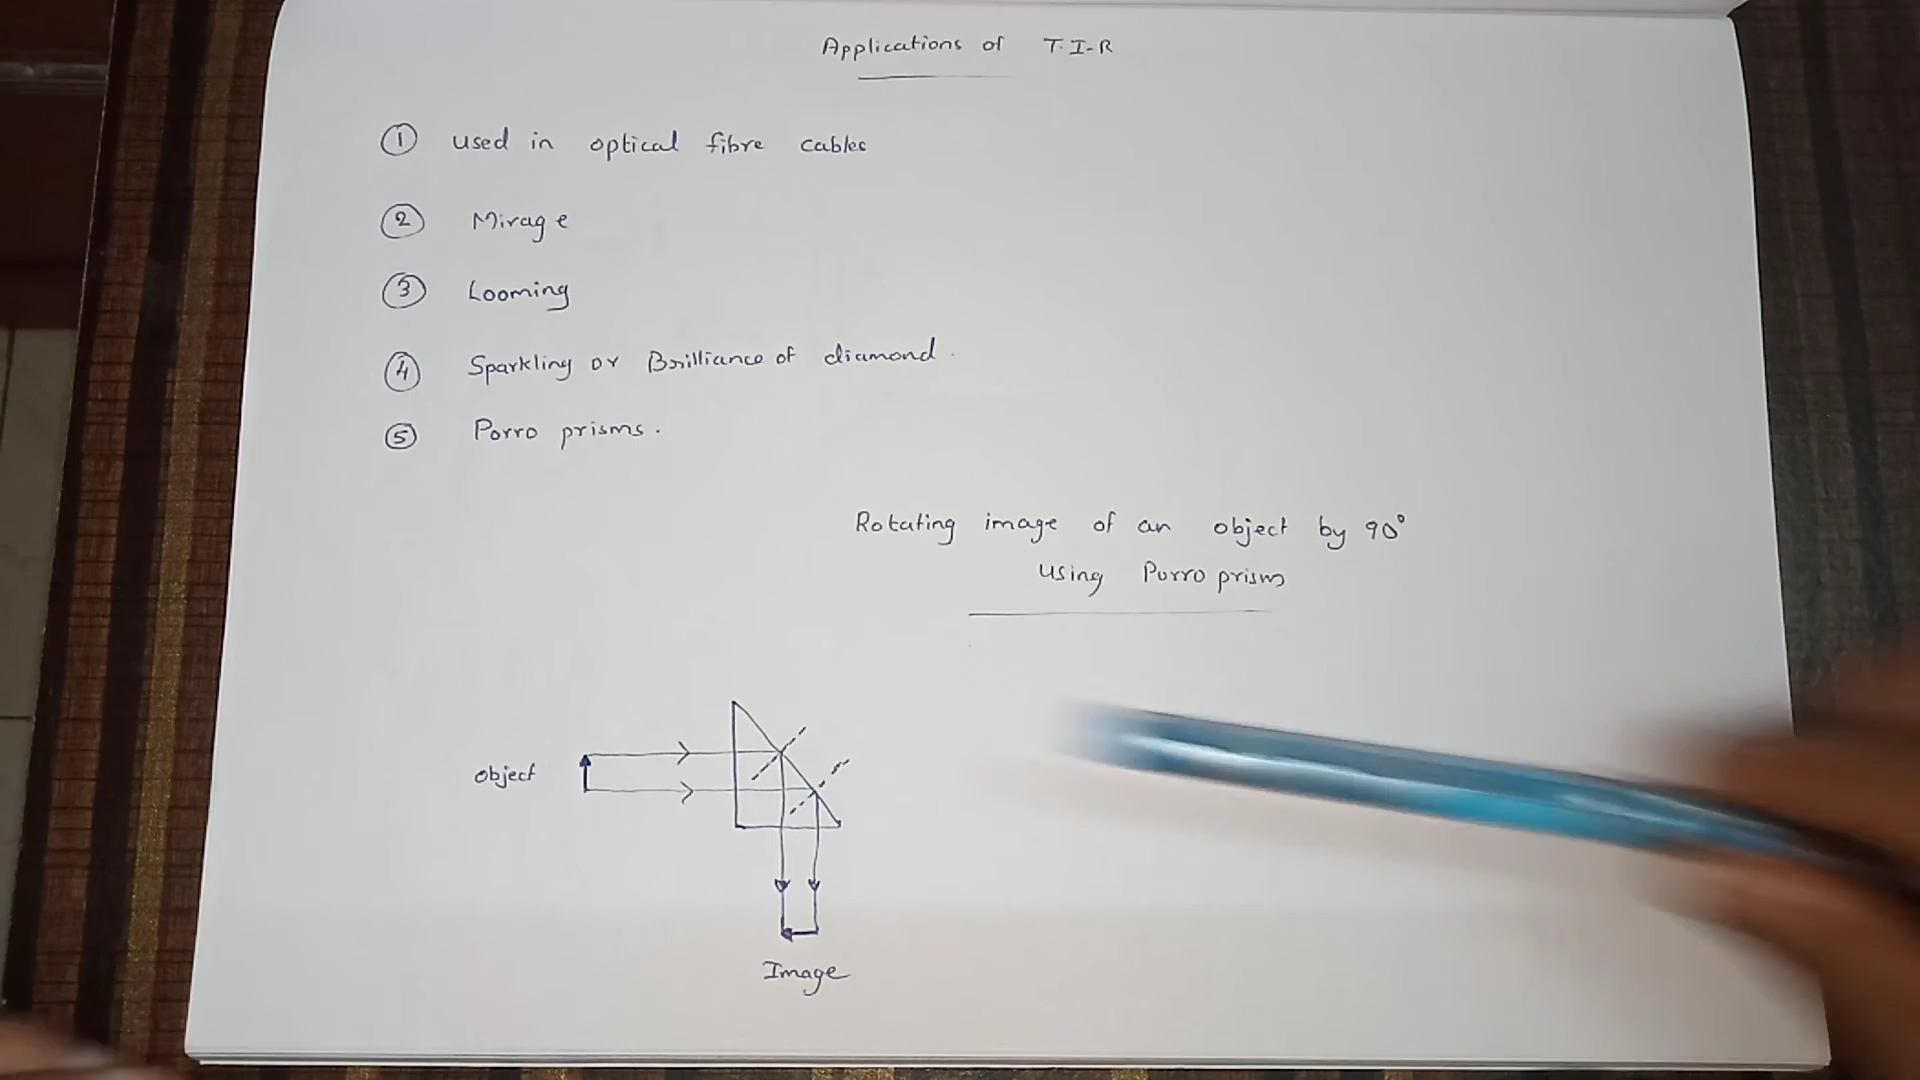 Applications of T.I-R
① used in optical fibre cables
② Mirage
③ Looming
④ Sparkling or Brilliance of diamond.
⑤ Porro prisms.
Rotating image of an object by 90°
using Porro prism
object
Image